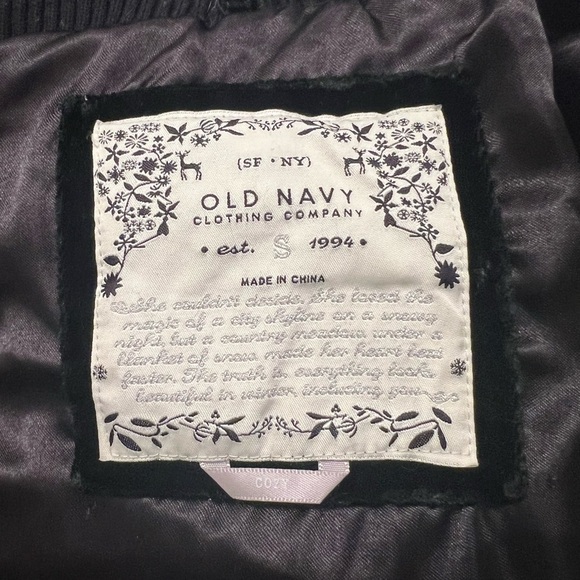 (SF • NY)
OLD NAVY
CLOTHING COMPANY
• est. S 1994 •
MADE IN CHINA
She couldn't decide. She loved the
magic of a city skyline on a snowy
night, but a country meadow under a
blanket of snow made her heart beat
faster. The truth is everything looks
beautiful in winter, including you
COZY